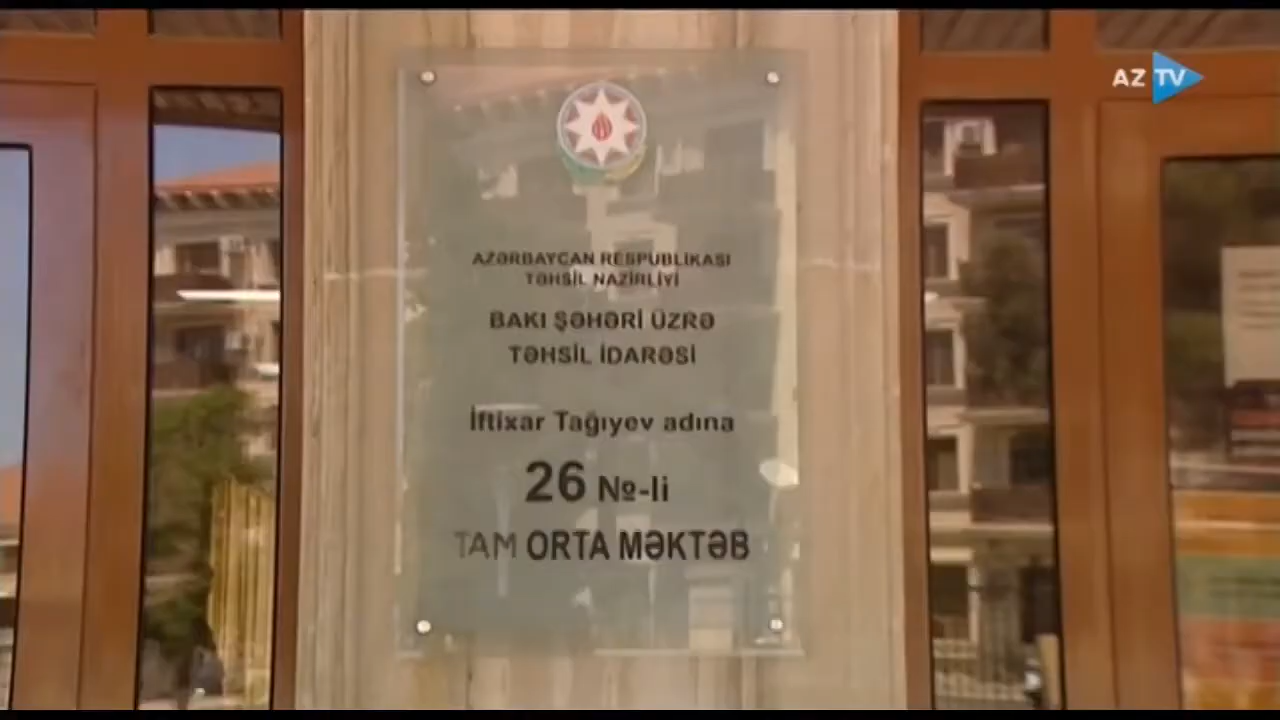 AZ TV
AZƏRBAYCAN RESPUBLİKASI
TƏHSİL NAZİRLİYİ
BAKI ŞƏHƏRİ ÜZRƏ
TƏHSİL İDARƏSİ
İftixar Tağıyev adına
26 №-li
TAM ORTA MƏKTƏB